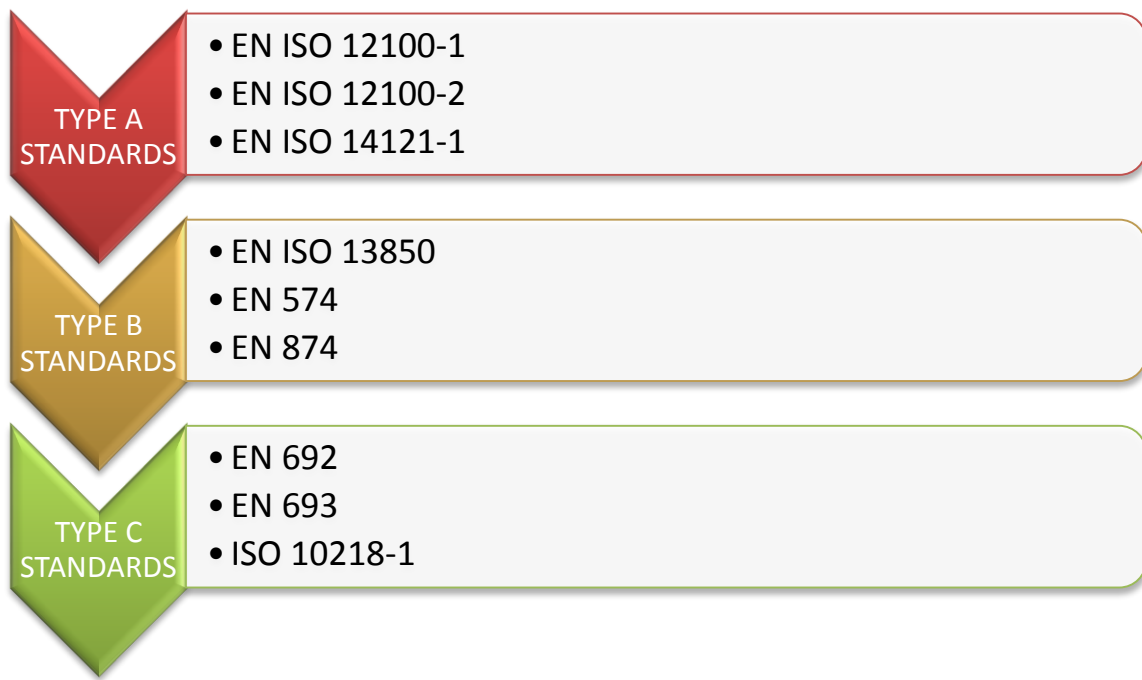 TYPE A
STANDARDS
• EN ISO 12100-1
• EN ISO 12100-2
• EN ISO 14121-1
TYPE B
STANDARDS
• EN ISO 13850
• EN 574
• EN 874
TYPE C
STANDARDS
• EN 692
• EN 693
• ISO 10218-1